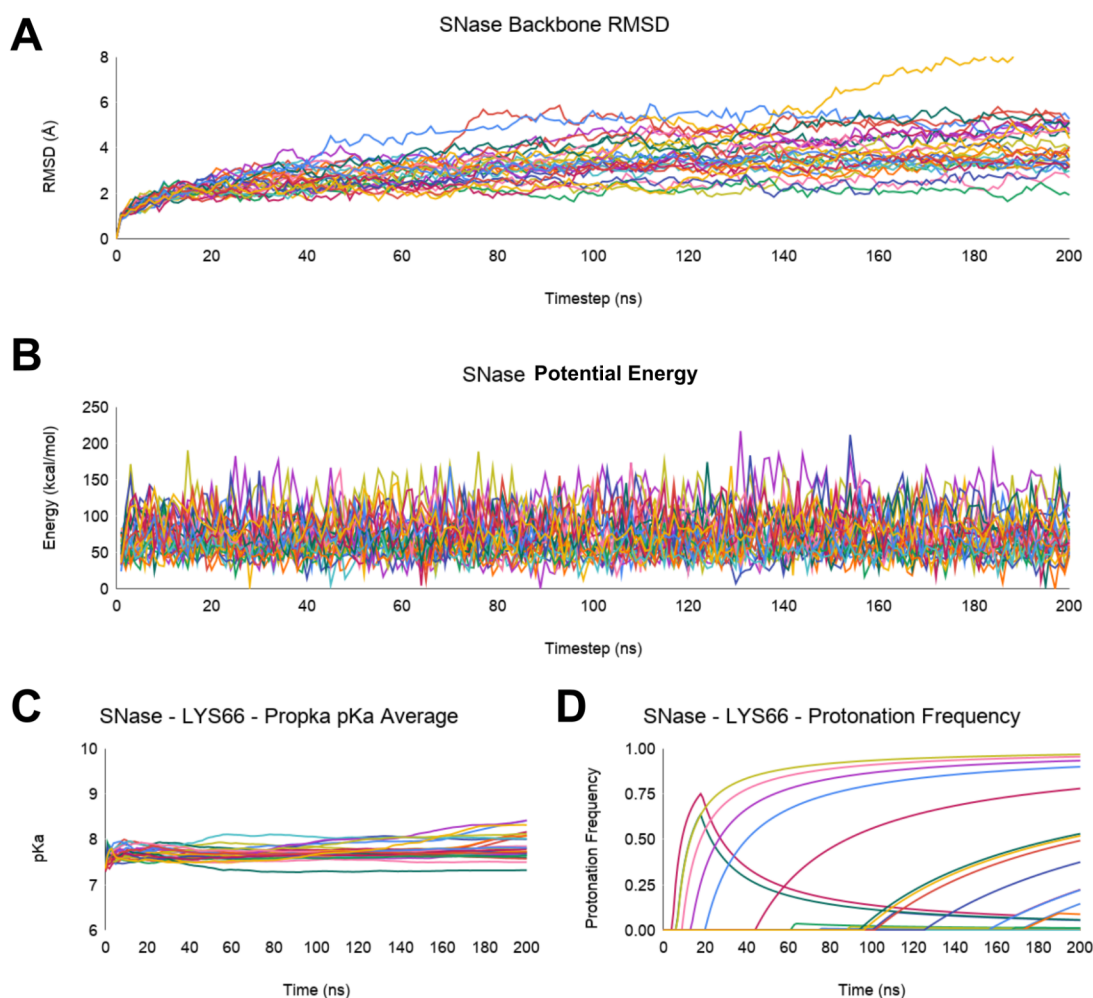 A
SNase Backbone RMSD
RMSD (Å)
8
6
4
2
0
0 20 40 60 80 100 120 140 160 180 200
Timestep (ns)
B
SNase Potential Energy
Energy (kcal/mol)
250
200
150
100
50
0
0 20 40 60 80 100 120 140 160 180 200
Timestep (ns)
C
SNase - LYS66 - Propka pKa Average
pKa
10
9
8
7
6
0 20 40 60 80 100 120 140 160 180 200
Time (ns)
D
SNase - LYS66 - Protonation Frequency
Protonation Frequency
1.00
0.75
0.50
0.25
0.00
0 20 40 60 80 100 120 140 160 180 200
Time (ns)